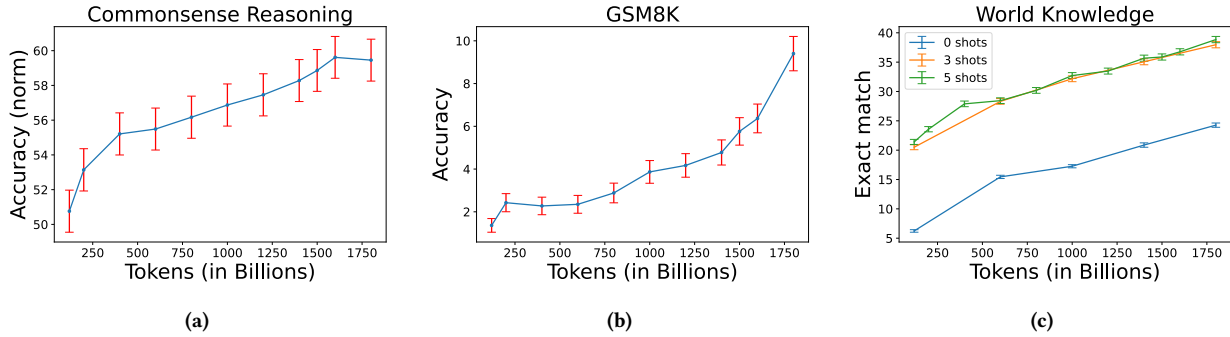 Commonsense Reasoning
Accuracy (norm)
60
58
56
54
52
50
250 500 750 1000 1250 1500 1750
Tokens (in Billions)
(a)
GSM8K
Accuracy
10
8
6
4
2
250 500 750 1000 1250 1500 1750
Tokens (in Billions)
(b)
World Knowledge
0 shots
3 shots
5 shots
Exact match
40
35
30
25
20
15
10
5
250 500 750 1000 1250 1500 1750
Tokens (in Billions)
(c)